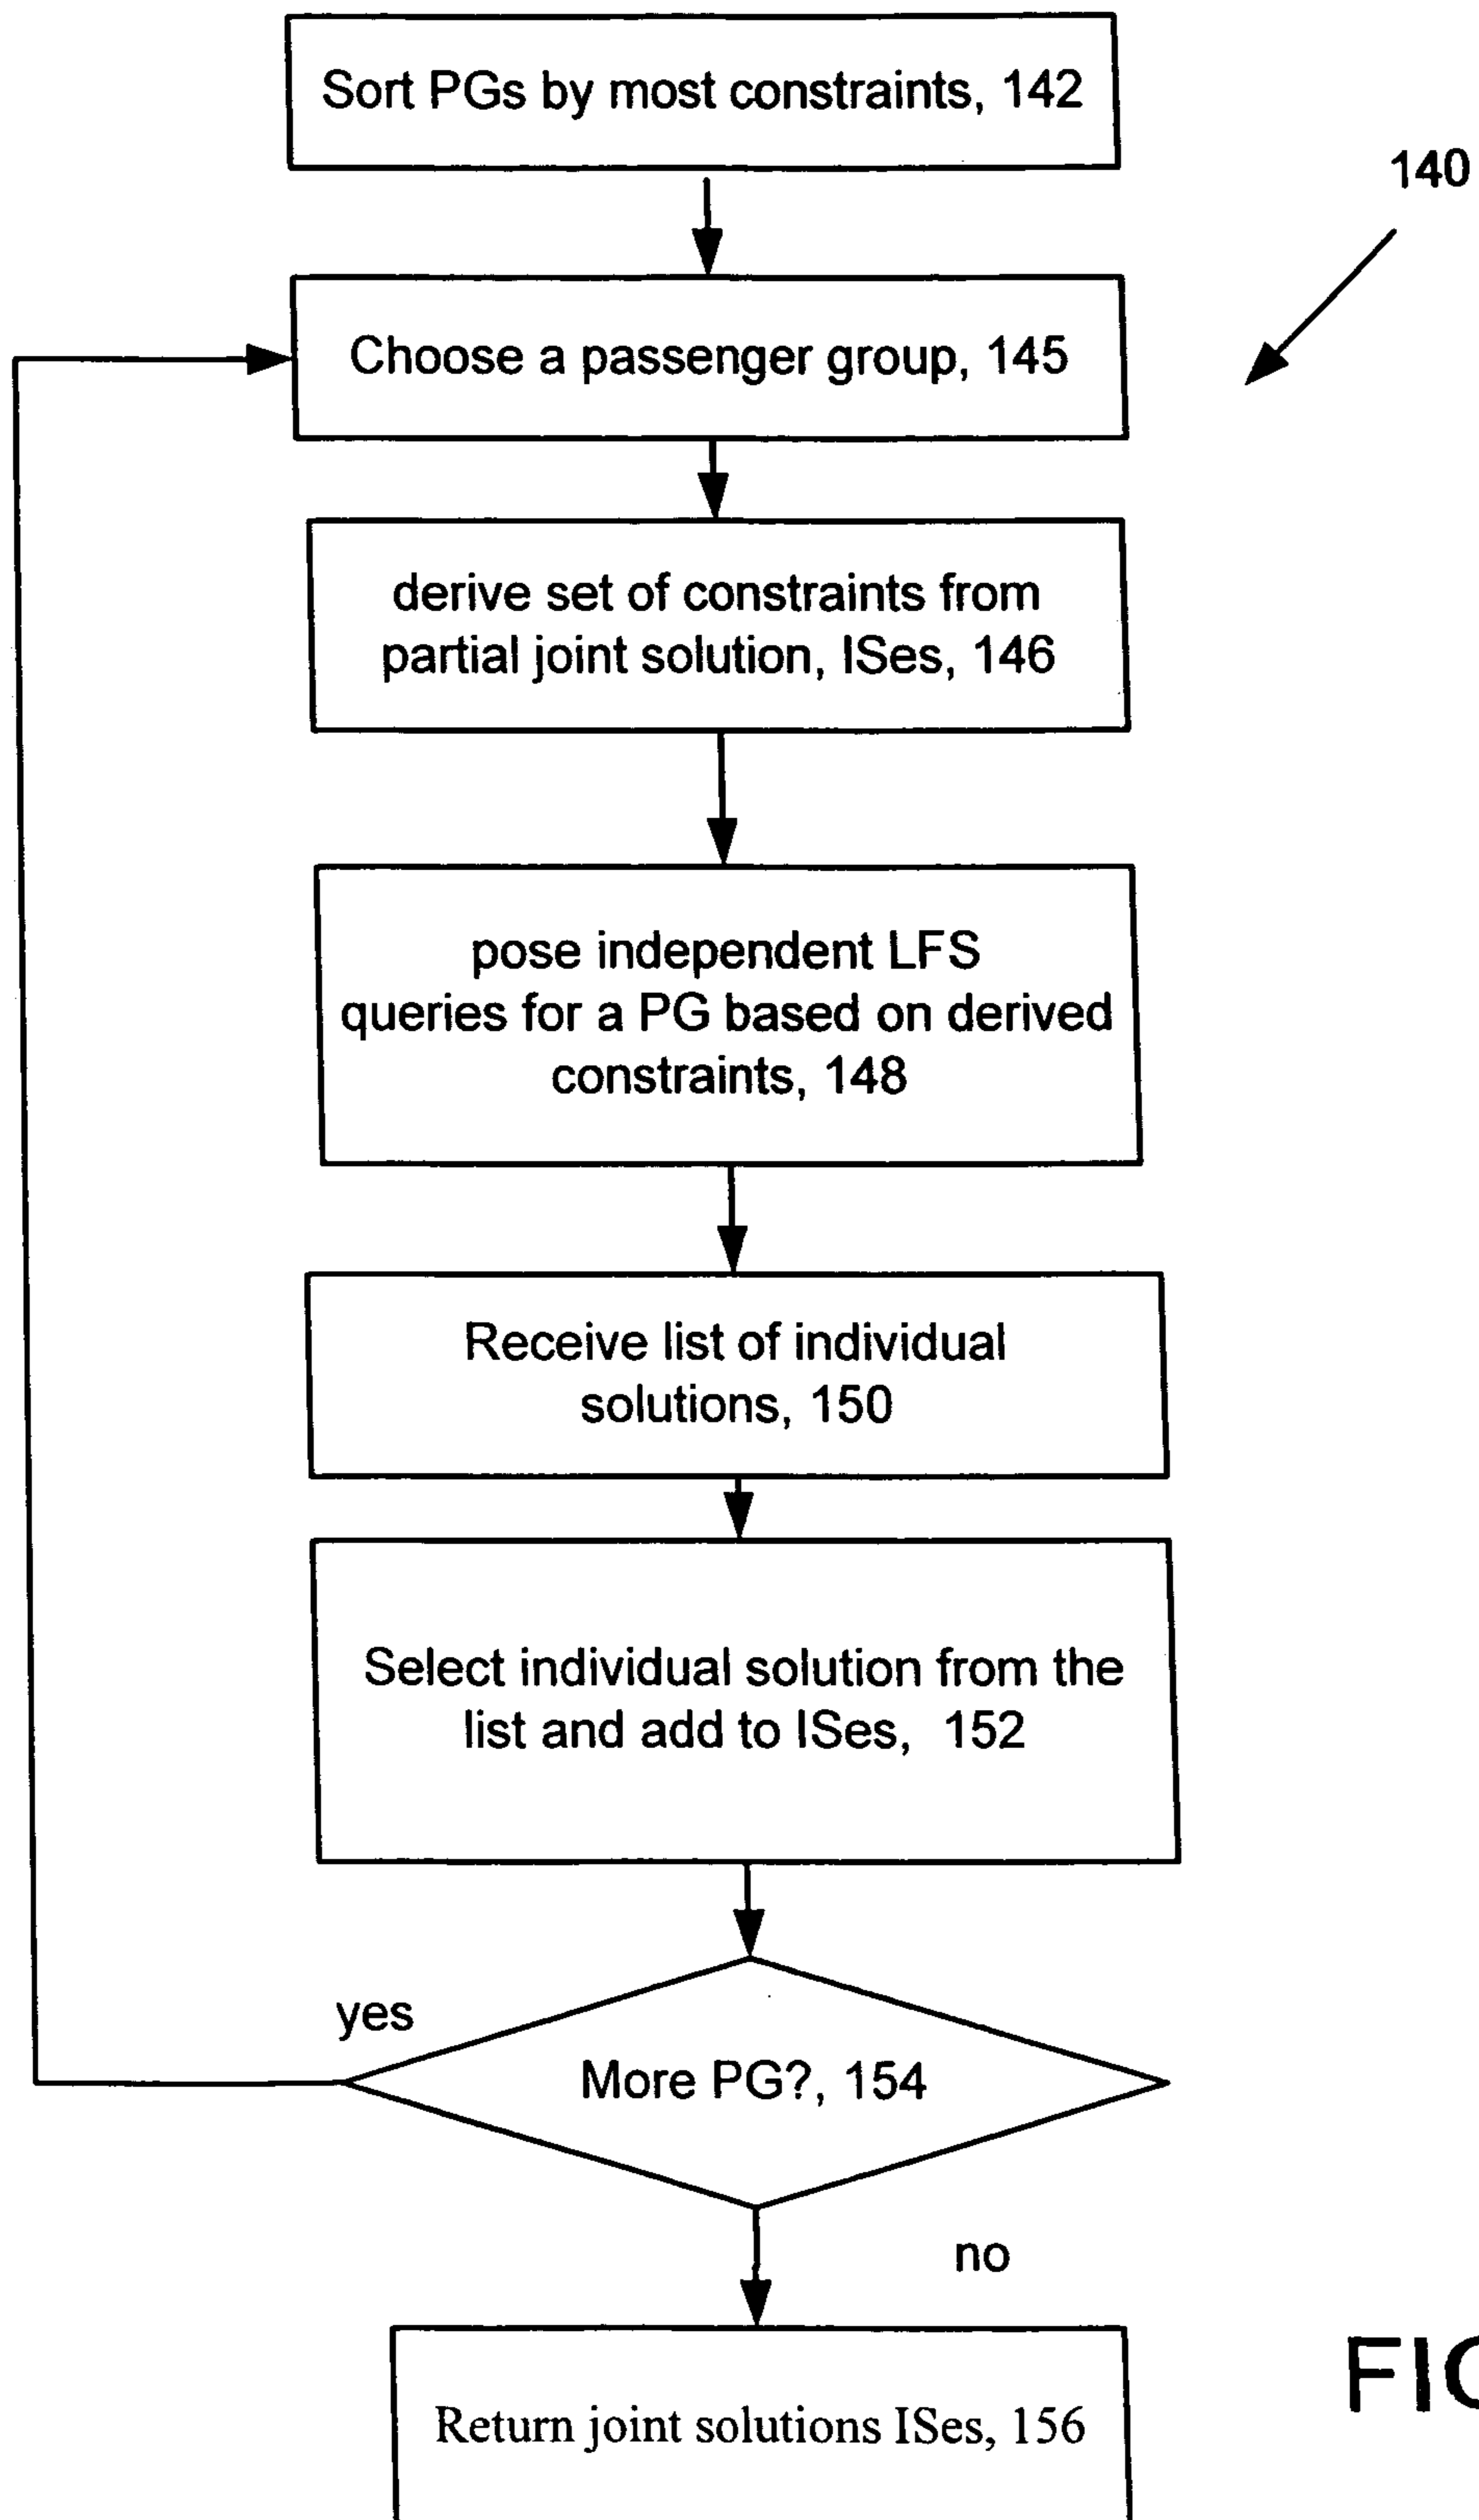 Sort PGs by most constraints, 142
140
Choose a passenger group, 145
derive set of constraints from
partial joint solution, ISes, 146
pose independent LFS
queries for a PG based on derived
constraints, 148
Receive list of individual
solutions, 150
Select individual solution from the
list and add to ISes, 152
yes
More PG?, 154
no
FIG
Return joint solutions ISes, 156